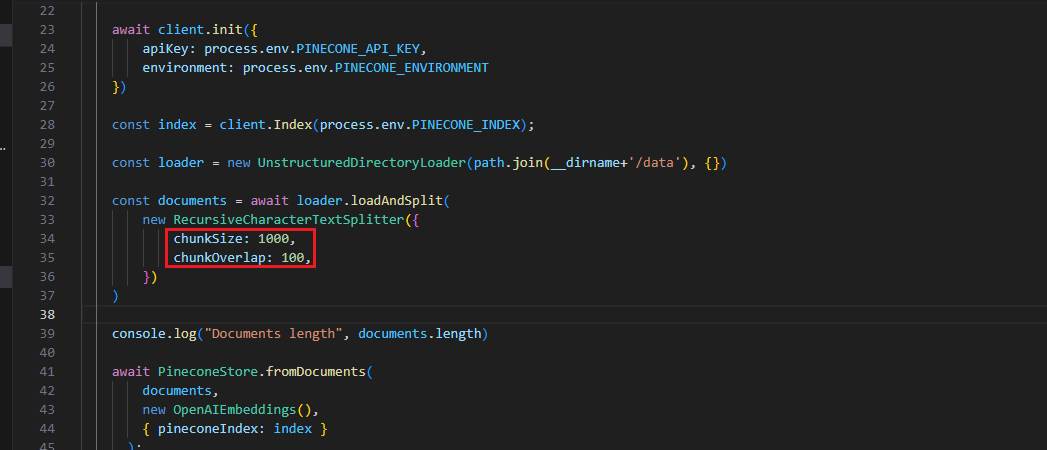 22
23 await client.init({
24 apiKey: process.env.PINECONE_API_KEY,
25 environment: process.env.PINECONE_ENVIRONMENT
26 })
27
28 const index = client.Index(process.env.PINECONE_INDEX);
29
30 const loader = new UnstructuredDirectoryLoader(path.join(__dirname+'/data'), {})
31
32 const documents = await loader.loadAndSplit(
33 new RecursiveCharacterTextSplitter({
34 chunkSize: 1000,
35 chunkOverlap: 100,
36 })
37 )
38
39 console.log("Documents length", documents.length)
40
41 await PineconeStore.fromDocuments(
42 documents,
43 new OpenAIEmbeddings(),
44 { pineconeIndex: index }
45 );